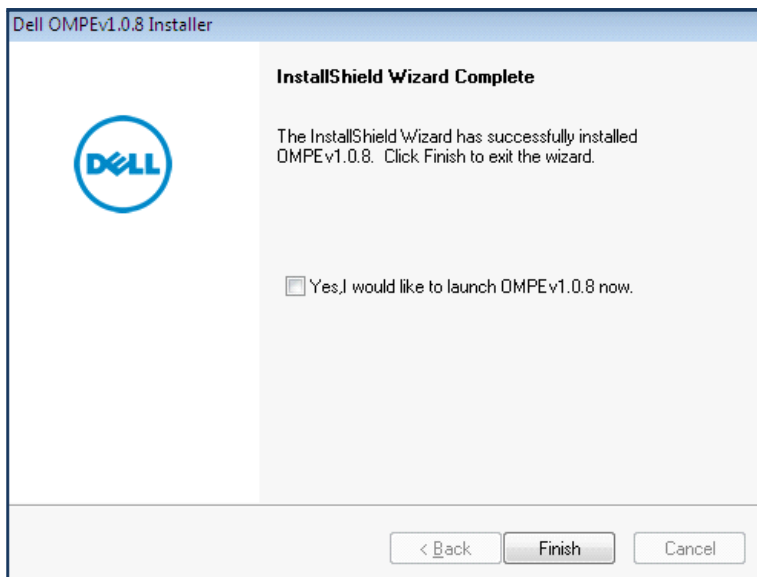 Dell OMPEv1.0.8 Installer
InstallShield Wizard Complete
DELL
The InstallShield Wizard has successfully installed
OMPEv1.0.8. Click Finish to exit the wizard.
Yes,I would like to launch OMPEv1.0.8 now.
< Back Finish Cancel